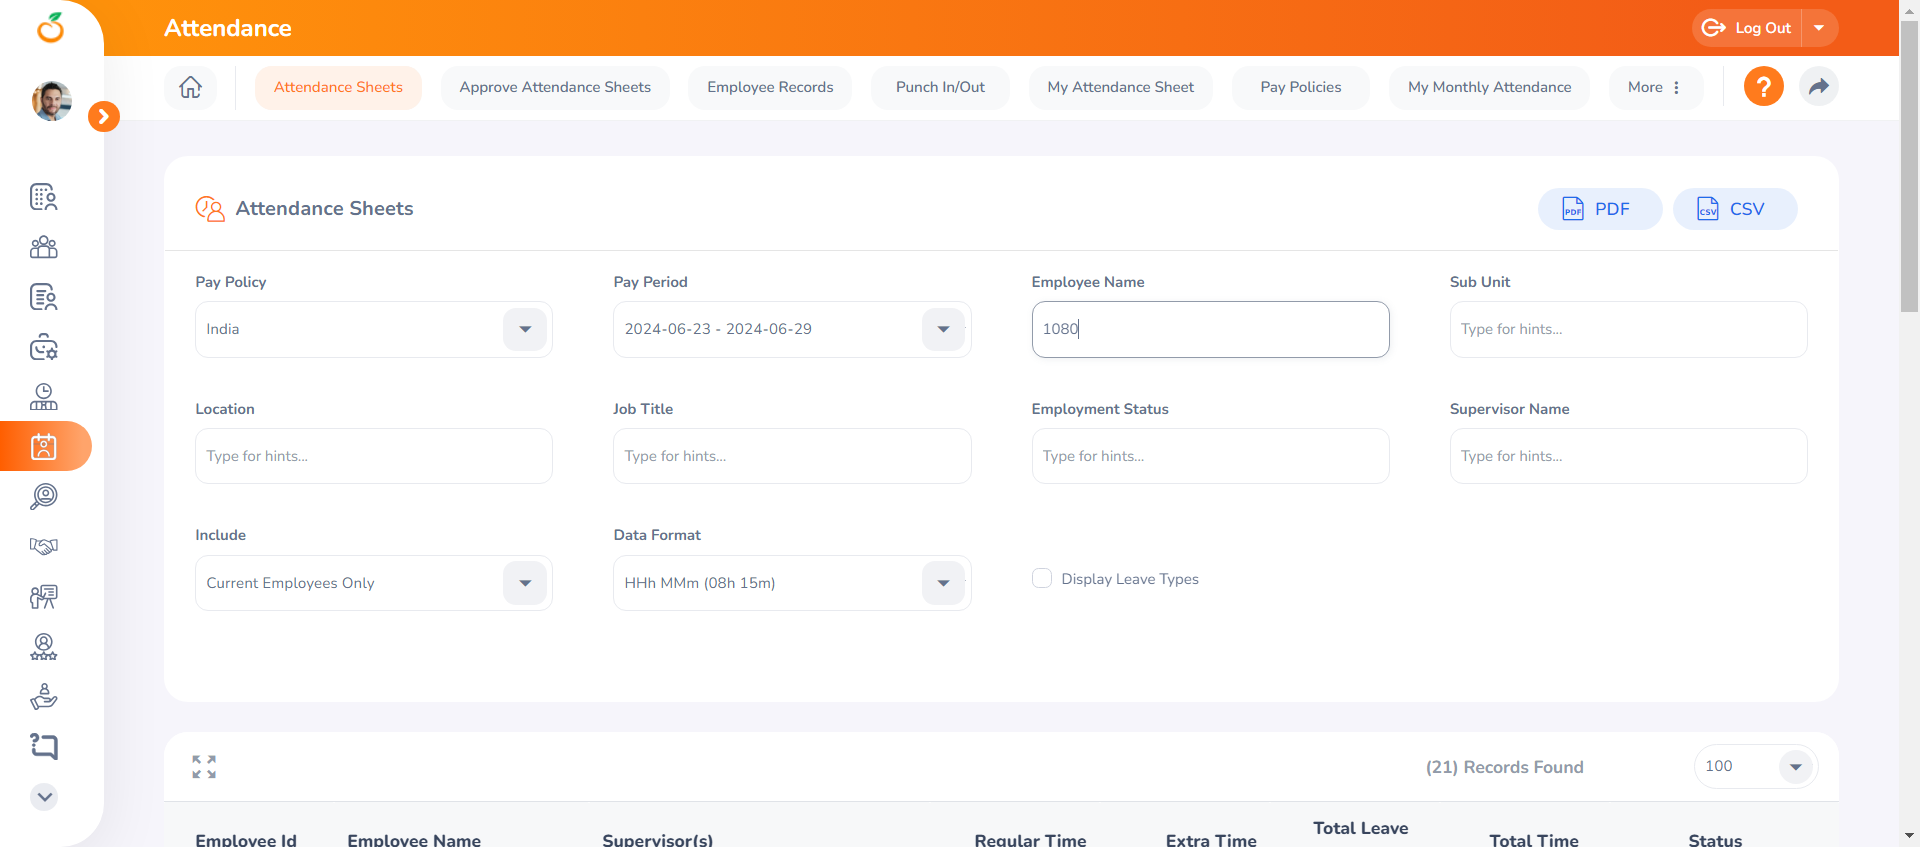 Attendance
Log Out
Attendance Sheets
Approve Attendance Sheets
Employee Records
Punch In/Out
My Attendance Sheet
Pay Policies
My Monthly Attendance
More
?
Attendance Sheets
PDF PDF
CSV CSV
Pay Policy
Pay Period
Employee Name
Sub Unit
India
2024-06-23 - 2024-06-29
1080
Type for hints...
Location
Job Title
Employment Status
Supervisor Name
Type for hints...
Type for hints...
Type for hints...
Type for hints...
Include
Data Format
Current Employees Only
HHh MMm (08h 15m)
Display Leave Types
(21) Records Found
100
Employee Id
Employee Name
Supervisor(s)
Regular Time
Extra Time
Total Leave
Total Time
Status